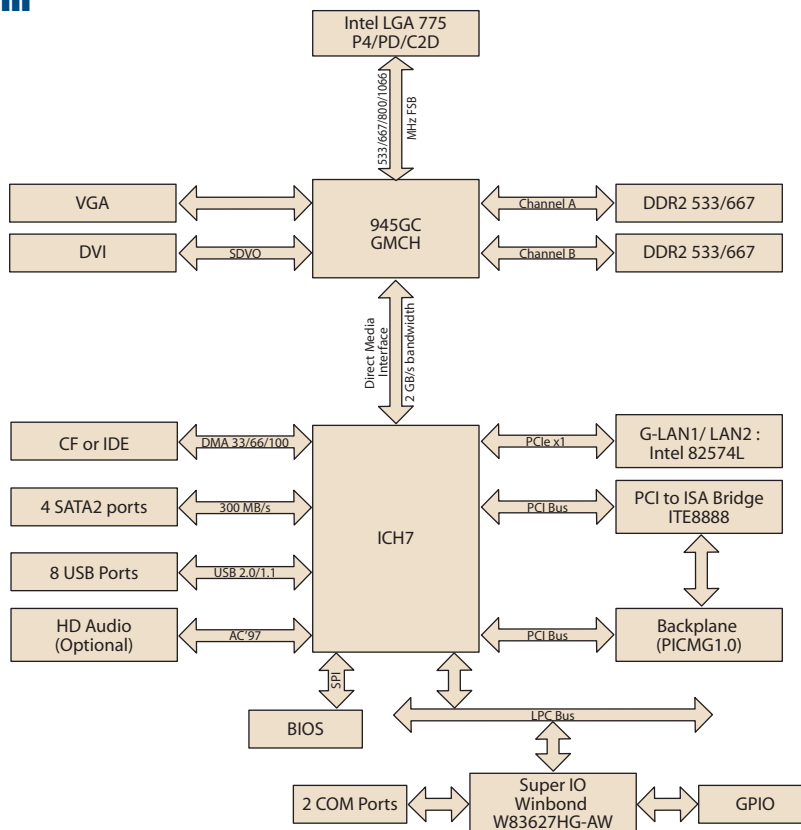 Intel LGA 775
P4/PD/C2D
533/667/800/1066
MHz FSB
VGA
945GC
GMCH
Channel A
DDR2 533/667
DVI
SDVO
Channel B
DDR2 533/667
Direct Media
Interface
2 GB/s bandwidth
CF or IDE
DMA 33/66/100
ICH7
PCIe x1
G-LAN1/ LAN2 :
Intel 82574L
4 SATA2 ports
300 MB/s
PCI Bus
PCI to ISA Bridge
ITE8888
8 USB Ports
USB 2.0/1.1
HD Audio
(Optional)
AC'97
PCI Bus
Backplane
(PICMG1.0)
SPI
BIOS
LPC Bus
2 COM Ports
Super IO
Winbond
W83627HG-AW
GPIO